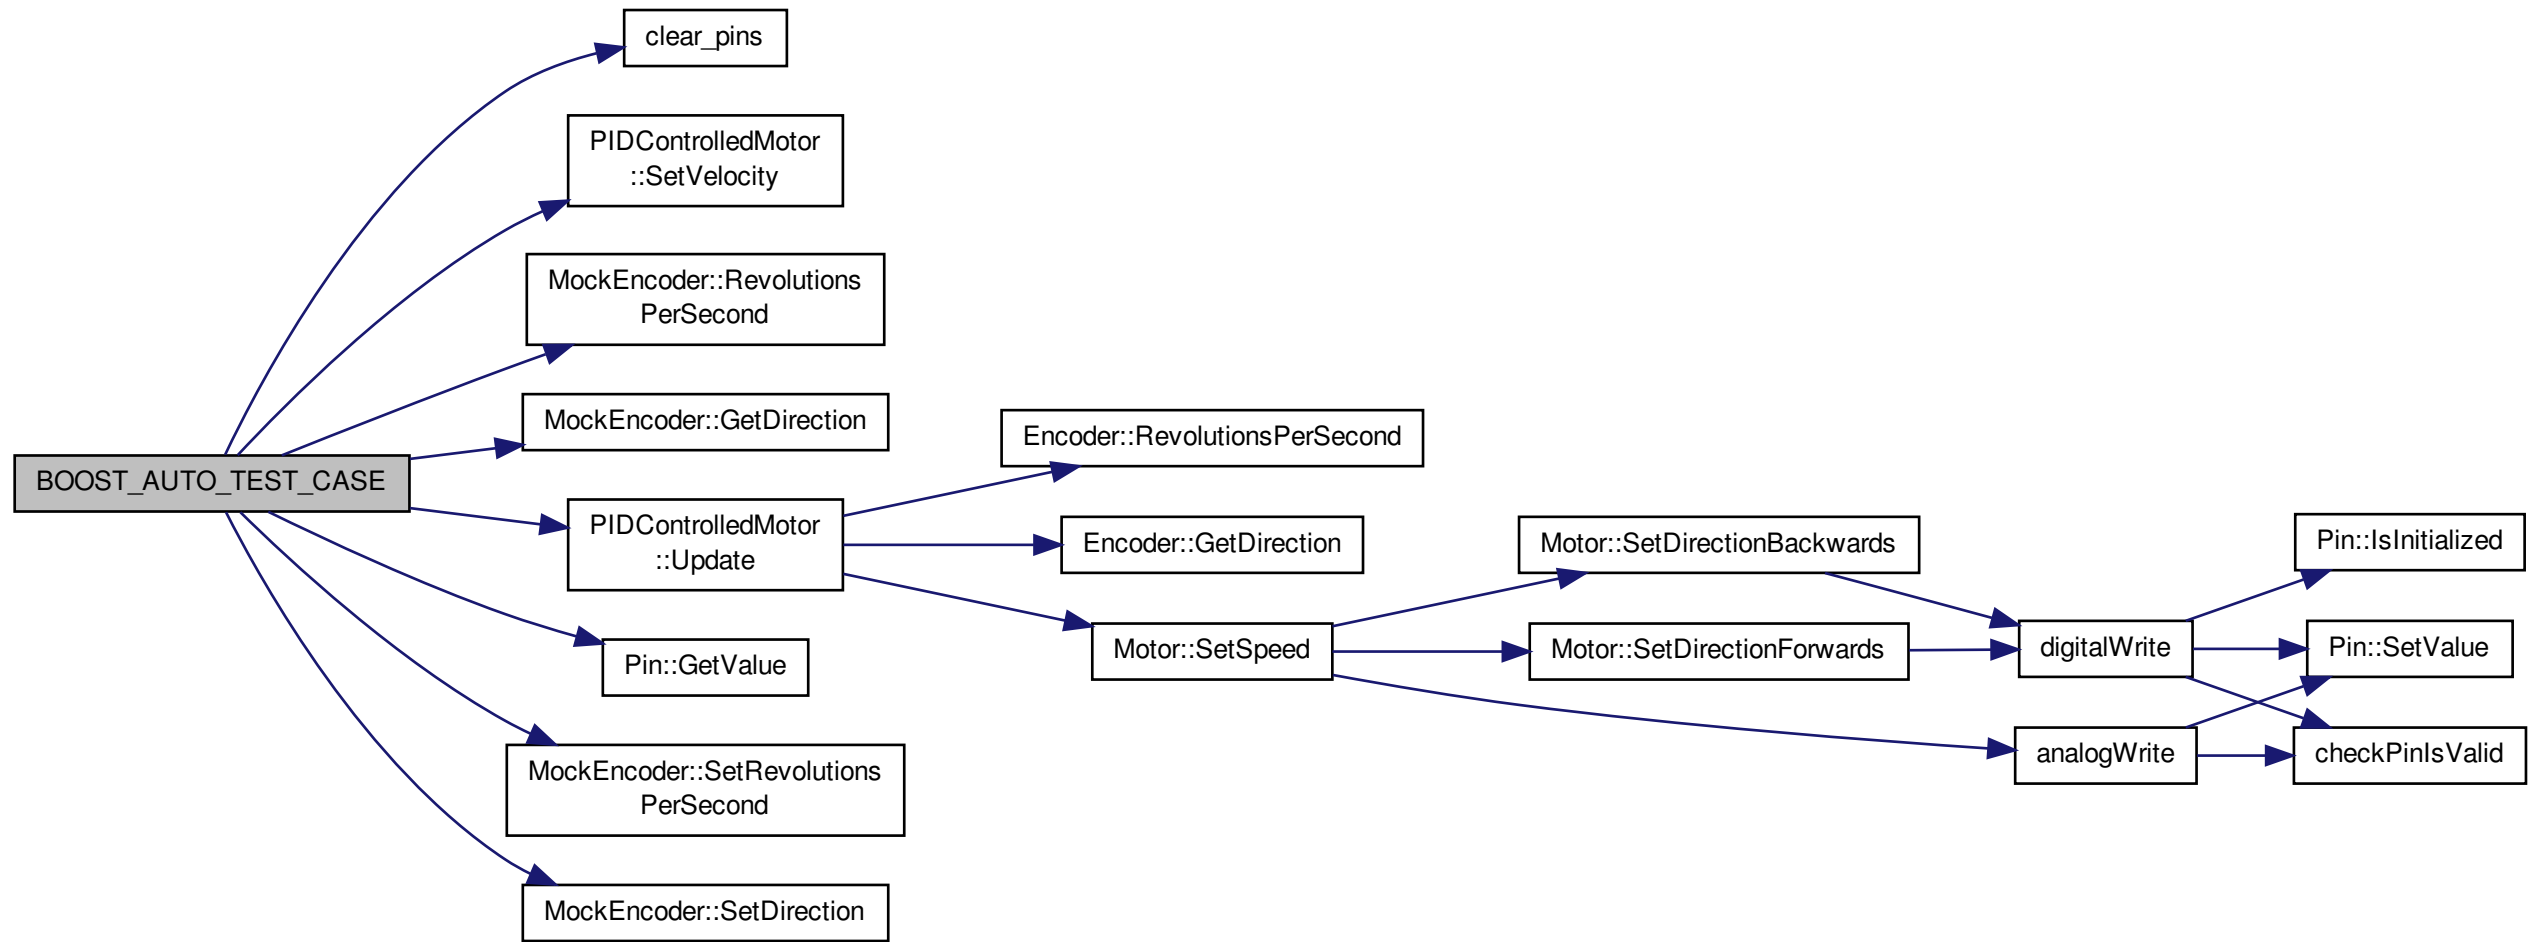 clear_pins
PIDControlledMotor
::SetVelocity
MockEncoder::Revolutions
PerSecond
MockEncoder::GetDirection
BOOST_AUTO_TEST_CASE
PIDControlledMotor
::Update
Pin::GetValue
MockEncoder::SetRevolutions
PerSecond
MockEncoder::SetDirection
Encoder::RevolutionsPerSecond
Encoder::GetDirection
Motor::SetSpeed
Motor::SetDirectionBackwards
Motor::SetDirectionForwards
digitalWrite
analogWrite
Pin::IsInitialized
Pin::SetValue
checkPinIsValid